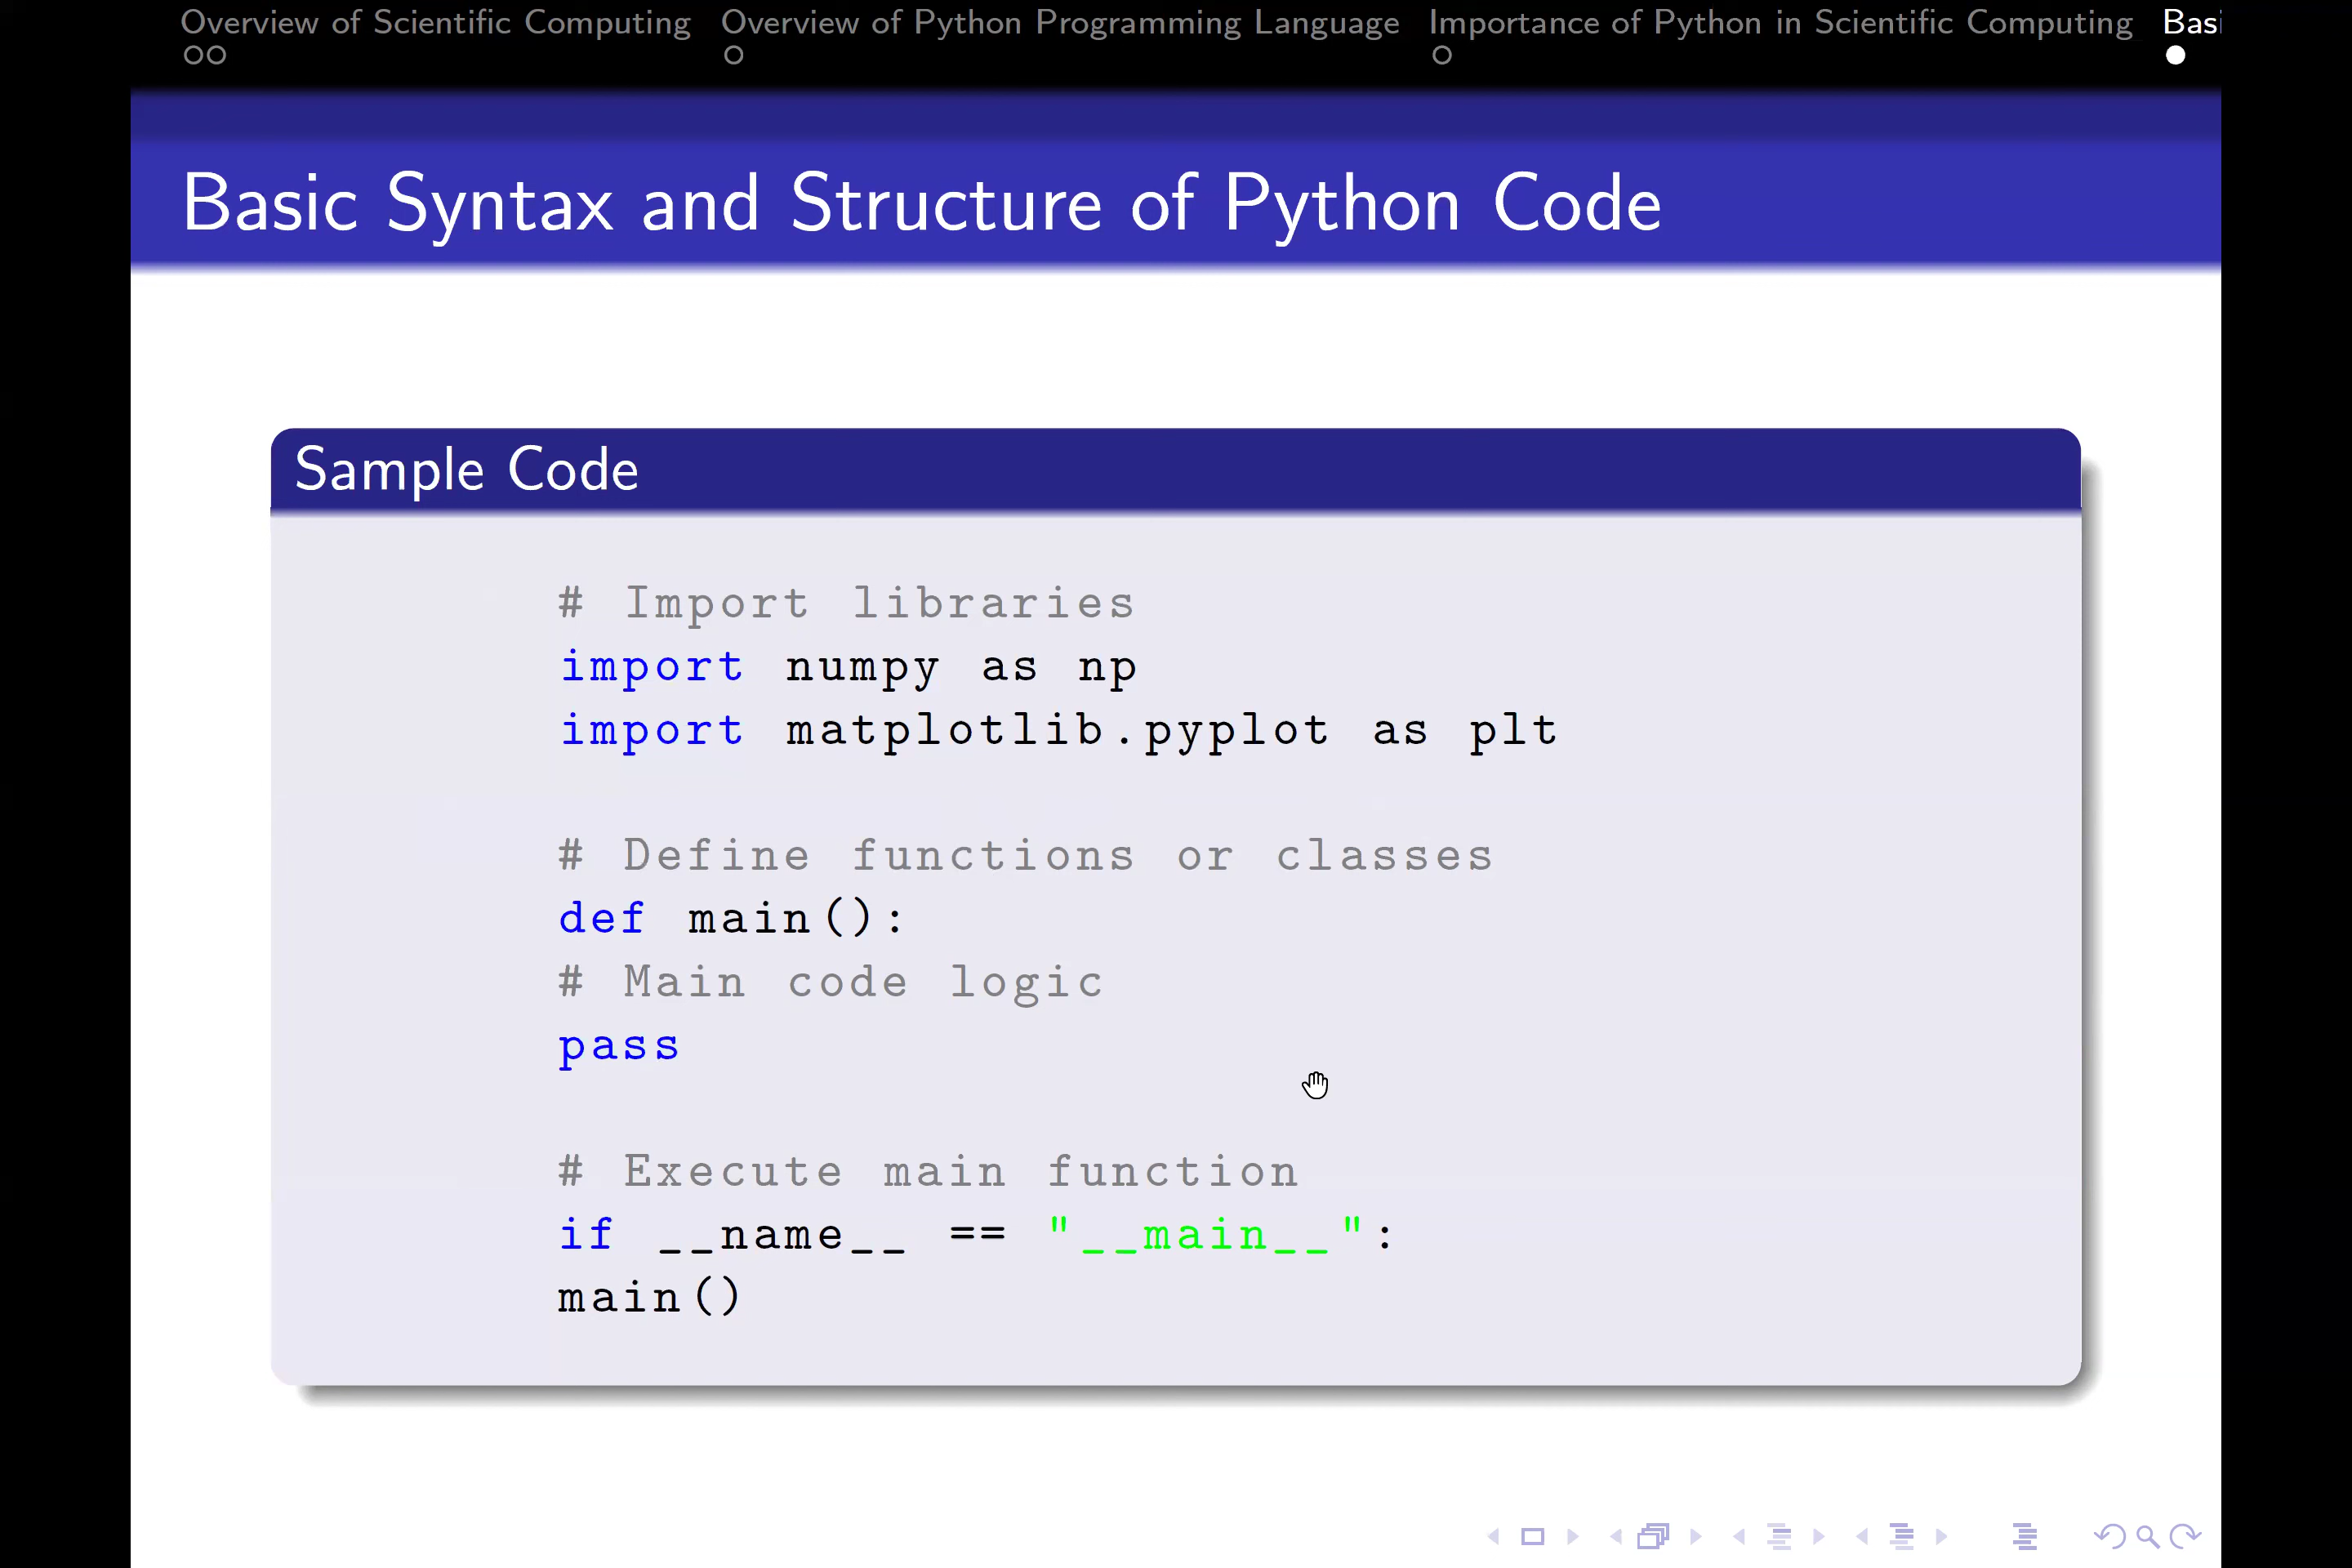 Overview of Scientific Computing Overview of Python Programming Language Importance of Python in Scientific Computing Basi
Basic Syntax and Structure of Python Code
Sample Code
# Import libraries
import numpy as np
import matplotlib.pyplot as plt
# Define functions or classes
def main():
# Main code logic
pass
# Execute main function
if __name__ == "__main__":
main()